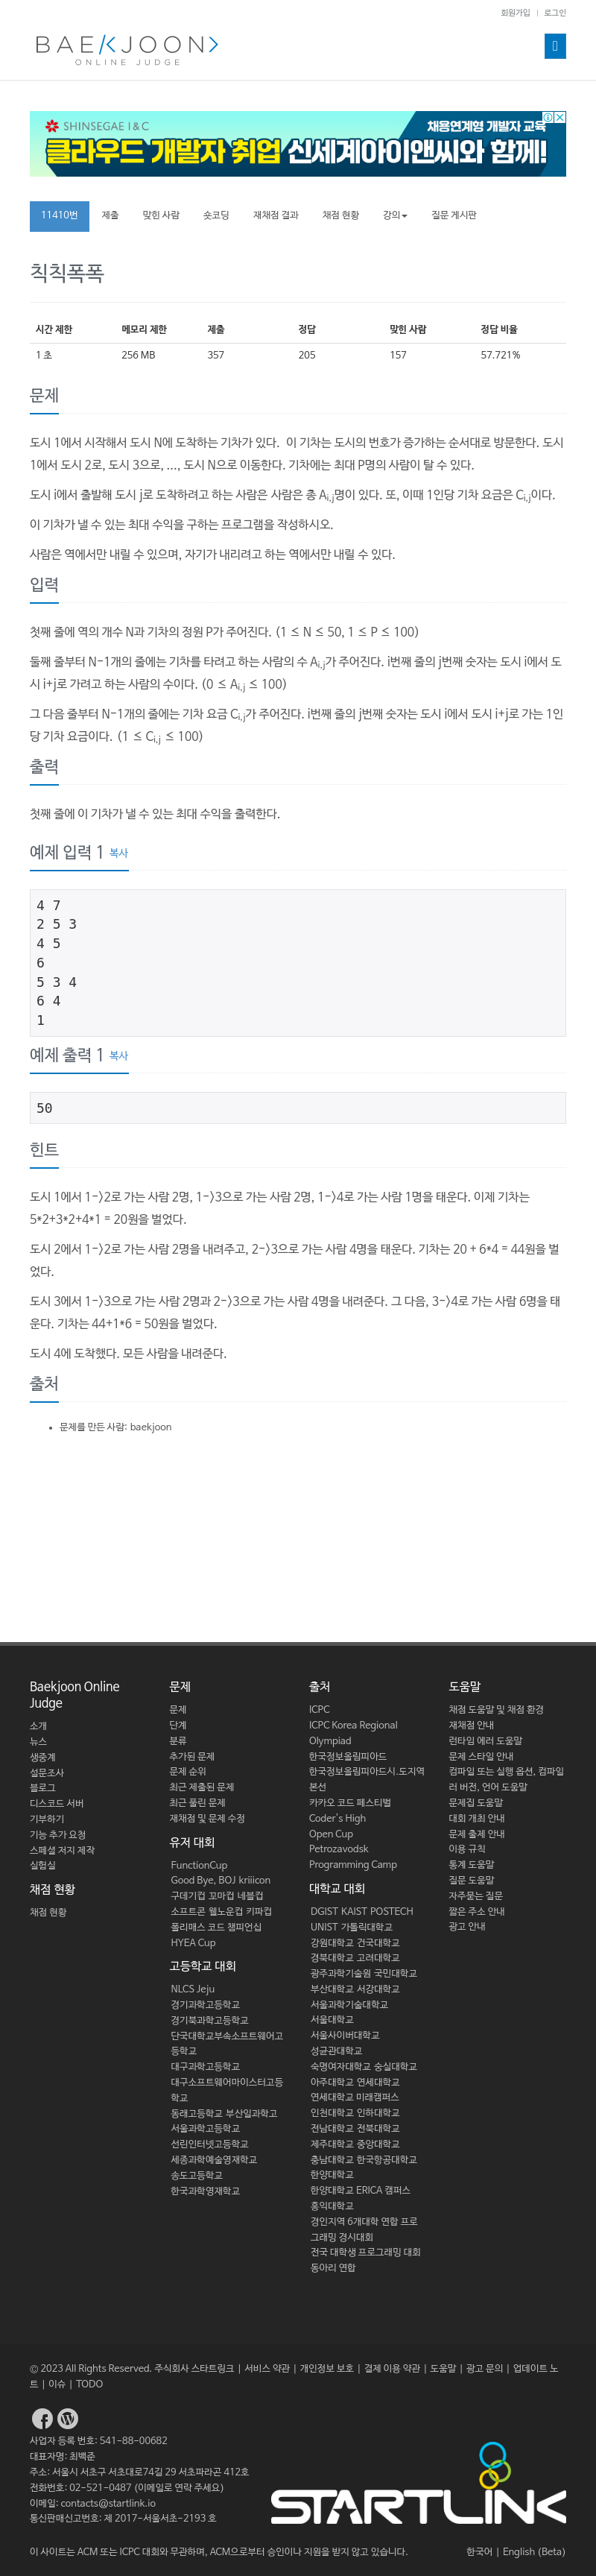 회원가입 | 로그인
BAEKJOON>
ONLINE JUDGE
SHINSEGAE I&C
채용연계형 개발자 교육
클라우드 개발자 취업 신세계아이앤씨와 함께!
11410번 제출 맞힌 사람 숏코딩 재채점 결과 채점 현황 강의 질문 게시판
칙칙폭폭
시간 제한 메모리 제한 제출 정답 맞힌 사람 정답 비율
1 초 256 MB 357 205 157 57.721%
문제
도시 1에서 시작해서 도시 N에 도착하는 기차가 있다. 이 기차는 도시의 번호가 증가하는 순서대로 방문한다. 도시
1에서 도시 2로, 도시 3으로, ..., 도시 N으로 이동한다. 기차에는 최대 P명의 사람이 탈 수 있다.
도시 i에서 출발해 도시 j로 도착하려고 하는 사람은 사람은 총 Ai,j명이 있다. 또, 이때 1인당 기차 요금은 Ci,j이다.
이 기차가 낼 수 있는 최대 수익을 구하는 프로그램을 작성하시오.
사람은 역에서만 내릴 수 있으며, 자기가 내리려고 하는 역에서만 내릴 수 있다.
입력
첫째 줄에 역의 개수 N과 기차의 정원 P가 주어진다. (1 ≤ N ≤ 50, 1 ≤ P ≤ 100)
둘째 줄부터 N-1개의 줄에는 기차를 타려고 하는 사람의 수 Ai,j가 주어진다. i번째 줄의 j번째 숫자는 도시 i에서 도
시 i+j로 가려고 하는 사람의 수이다. (0 ≤ Ai,j ≤ 100)
그 다음 줄부터 N-1개의 줄에는 기차 요금 Ci,j가 주어진다. i번째 줄의 j번째 숫자는 도시 i에서 도시 i+j로 가는 1인
당 기차 요금이다. (1 ≤ Ci,j ≤ 100)
출력
첫째 줄에 이 기차가 낼 수 있는 최대 수익을 출력한다.
예제 입력 1 복사
4 7
2 5 3
4 5
6
5 3 4
6 4
1
예제 출력 1 복사
50
힌트
도시 1에서 1->2로 가는 사람 2명, 1->3으로 가는 사람 2명, 1->4로 가는 사람 1명을 태운다. 이제 기차는
5*2+3*2+4*1 = 20원을 벌었다.
도시 2에서 1->2로 가는 사람 2명을 내려주고, 2->3으로 가는 사람 4명을 태운다. 기차는 20 + 6*4 = 44원을 벌
었다.
도시 3에서 1->3으로 가는 사람 2명과 2->3으로 가는 사람 4명을 내려준다. 그 다음, 3->4로 가는 사람 6명을 태
운다. 기차는 44+1*6 = 50원을 벌었다.
도시 4에 도착했다. 모든 사람을 내려준다.
출처
• 문제를 만든 사람: baekjoon
Baekjoon Online
Judge
소개
뉴스
생중계
설문조사
블로그
디스코드 서버
기부하기
기능 추가 요청
스페셜 저지 제작
실험실
채점 현황
채점 현황
문제
문제
단계
분류
추가된 문제
문제 순위
최근 제출된 문제
최근 풀린 문제
재채점 및 문제 수정
유저 대회
FunctionCup
Good Bye, BOJ kriiicon
구데기컵 꼬마컵 네블컵
소프트콘 웰노운컵 키파컵
폴리매스 코드 챔피언십
HYEA Cup
고등학교 대회
NLCS Jeju
경기과학고등학교
경기북과학고등학교
단국대학교부속소프트웨어고
등학교
대구과학고등학교
대구소프트웨어마이스터고등
학교
동래고등학교 부산일과학고
서울과학고등학교
선린인터넷고등학교
세종과학예술영재학교
송도고등학교
한국과학영재학교
출처
ICPC
ICPC Korea Regional
Olympiad
한국정보올림피아드
한국정보올림피아드시.도지역
본선
카카오 코드 페스티벌
Coder's High
Open Cup
Petrozavodsk
Programming Camp
대학교 대회
DGIST KAIST POSTECH
UNIST 가톨릭대학교
강원대학교 건국대학교
경북대학교 고려대학교
광주과학기술원 국민대학교
부산대학교 서강대학교
서울과학기술대학교
서울대학교
서울사이버대학교
성균관대학교
숙명여자대학교 숭실대학교
아주대학교 연세대학교
연세대학교 미래캠퍼스
인천대학교 인하대학교
전남대학교 전북대학교
제주대학교 중앙대학교
충남대학교 한국항공대학교
한양대학교
한양대학교 ERICA 캠퍼스
홍익대학교
경인지역 6개대학 연합 프로
그래밍 경시대회
전국 대학생 프로그래밍 대회
동아리 연합
도움말
채점 도움말 및 채점 환경
재채점 안내
런타임 에러 도움말
문제 스타일 안내
컴파일 또는 실행 옵션, 컴파일
러 버전, 언어 도움말
문제집 도움말
대회 개최 안내
문제 출제 안내
이용 규칙
통계 도움말
질문 도움말
자주묻는 질문
짧은 주소 안내
광고 안내
© 2023 All Rights Reserved. 주식회사 스타트링크 | 서비스 약관 | 개인정보 보호 | 결제 이용 약관 | 도움말 | 광고 문의 | 업데이트 노
트 | 이슈 | TODO
사업자 등록 번호: 541-88-00682
대표자명: 최백준
주소: 서울시 서초구 서초대로74길 29 서초파라곤 412호
전화번호: 02-521-0487 (이메일로 연락 주세요)
이메일: contacts@startlink.io
통신판매신고번호: 제 2017-서울서초-2193 호
STARTLINK
이 사이트는 ACM 또는 ICPC 대회와 무관하며, ACM으로부터 승인이나 지원을 받지 않고 있습니다.
한국어 | English (Beta)